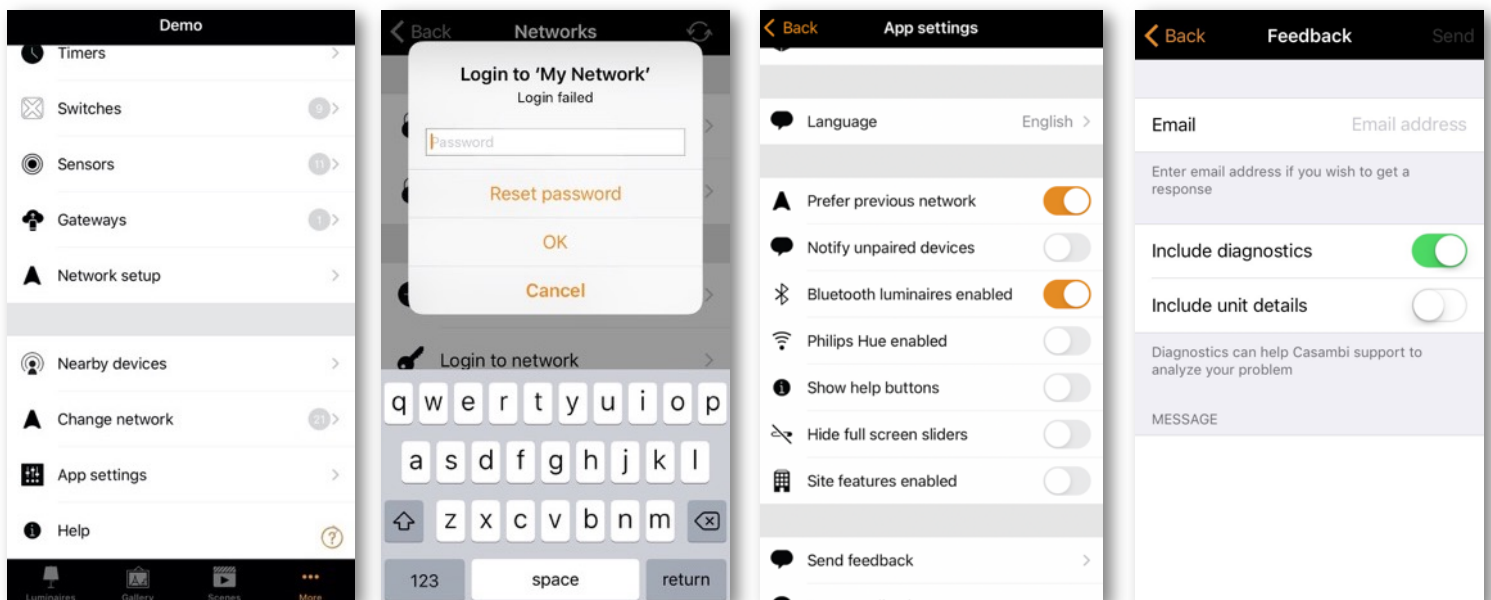 Demo
Timers
Switches
9
Sensors
11
Gateways
1
Network setup
Nearby devices
Change network
21
App settings
Help
?
Luminaires
Gallery
Scenes
More
Back
Networks
Login to ‘My Network’
Login failed
Password
Reset password
OK
Cancel
Login to network
q w e r t y u i o p
a s d f g h j k l
z x c v b n m
123
space
return
Back
App settings
Language
English
Prefer previous network
Notify unpaired devices
Bluetooth luminaires enabled
Philips Hue enabled
Show help buttons
Hide full screen sliders
Site features enabled
Send feedback
Back
Feedback
Send
Email
Email address
Enter email address if you wish to get a
response
Include diagnostics
Include unit details
Diagnostics can help Casambi support to
analyze your problem
MESSAGE